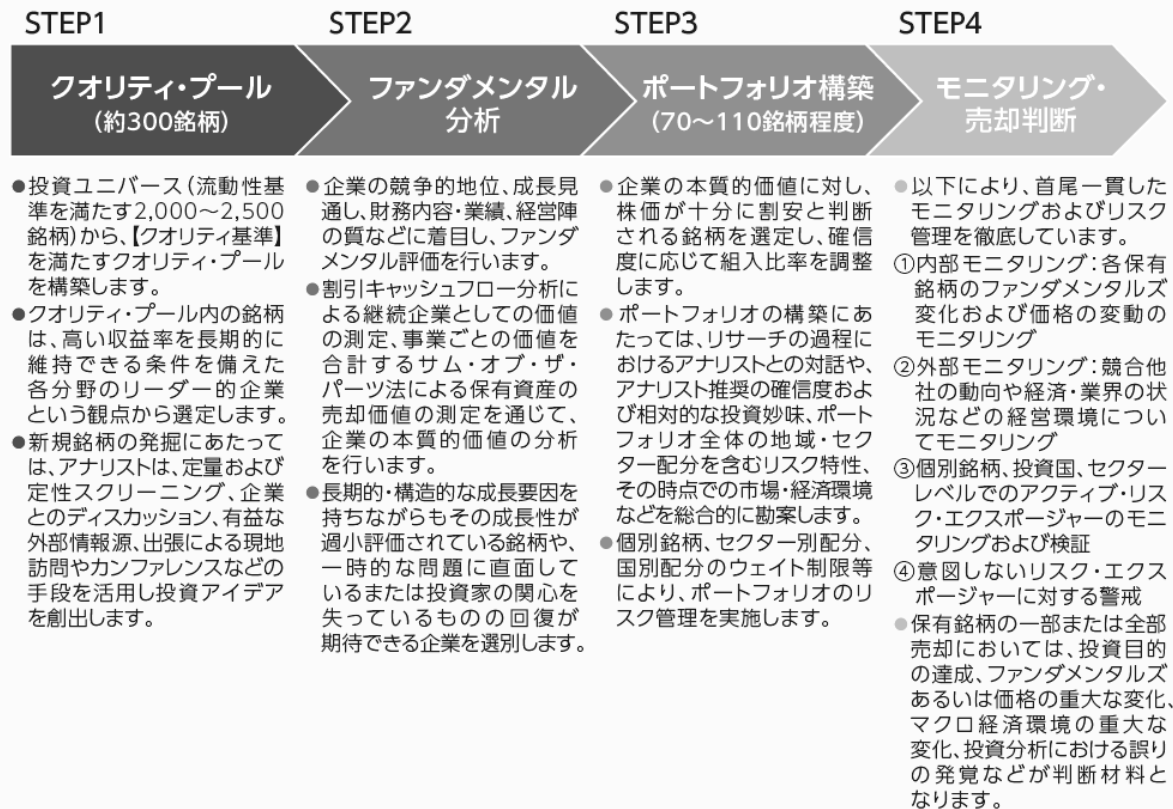 STEP1
クオリティ・プール
（約300銘柄）
●投資ユニバース（流動性基
準を満たす2,000～2,500
銘柄）から、【クオリティ基準】
を満たすクオリティ・プール
を構築します。
●クオリティ・プール内の銘柄
は、高い収益率を長期的に
維持できる条件を備えた
各分野のリーダー的企業
という観点から選定します。
●新規銘柄の発掘にあたって
は、アナリストは、定量および
定性スクリーニング、企業
とのディスカッション、有益な
外部情報源、出張による現地
訪問やカンファレンスなどの
手段を活用し投資アイデア
を創出します。
STEP2
ファンダメンタル
分析
●企業の競争的地位、成長見
通し、財務内容・業績、経営陣
の質などに着目し、ファンダ
メンタル評価を行います。
●割引キャッシュフロー分析に
よる継続企業としての価値
の測定、事業ごとの価値を
合計するサム・オブ・ザ・
パーツ法による保有資産の
売却価値の測定を通じて、
企業の本質的価値の分析
を行います。
●長期的・構造的な成長要因を
持ちながらもその成長性が
過小評価されている銘柄や、
一時的な問題に直面して
いるまたは投資家の関心を
失っているものの回復が
期待できる企業を選別します。
STEP3
ポートフォリオ構築
（70～110銘柄程度）
●企業の本質的価値に対し、
株価が十分に割安と判断
される銘柄を選定し、確信
度に応じて組入比率を調整
します。
●ポートフォリオの構築にあ
たっては、リサーチの過程に
おけるアナリストとの対話や、
アナリスト推奨の確信度およ
び相対的な投資妙味、ポート
フォリオ全体の地域・セク
ター配分を含むリスク特性、
その時点での市場・経済環境
などを総合的に勘案します。
●個別銘柄、セクター別配分、
国別配分のウェイト制限等
により、ポートフォリオのリ
スク管理を実施します。
STEP4
モニタリング・
売却判断
●以下により、首尾一貫した
モニタリングおよびリスク
管理を徹底しています。
①内部モニタリング：各保有
銘柄のファンダメンタルズ
変化および価格の変動の
モニタリング
②外部モニタリング：競合他
社の動向や経済・業界の状
況などの経営環境につい
てモニタリング
③個別銘柄、投資国、セクター
レベルでのアクティブ・リス
ク・エクスポージャーのモニ
タリングおよび検証
④意図しないリスク・エクス
ポージャーに対する警戒
●保有銘柄の一部または全部
売却においては、投資目的
の達成、ファンダメンタルズ
あるいは価格の重大な変化、
マクロ経済環境の重大な
変化、投資分析における誤り
の発覚などが判断材料と
なります。